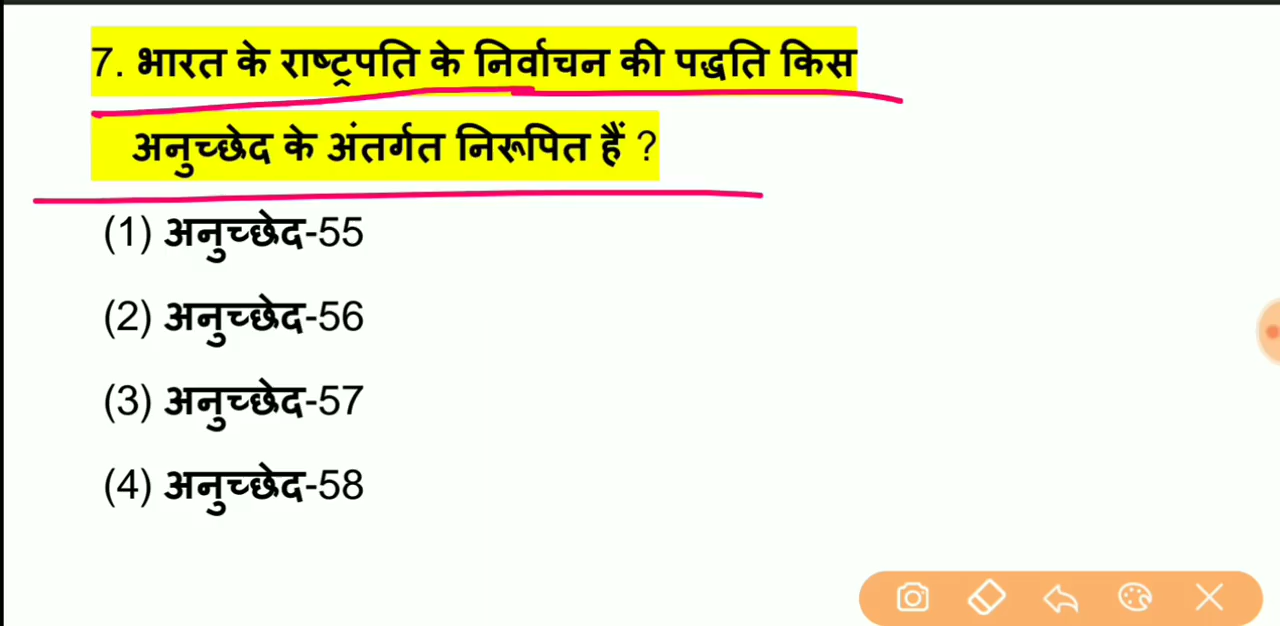 7. भारत के राष्ट्रपति के निर्वाचन की पद्धति किस
अनुच्छेद के अंतर्गत निरूपित हैं ?
(1) अनुच्छेद-55
(2) अनुच्छेद-56
(3) अनुच्छेद-57
(4) अनुच्छेद-58